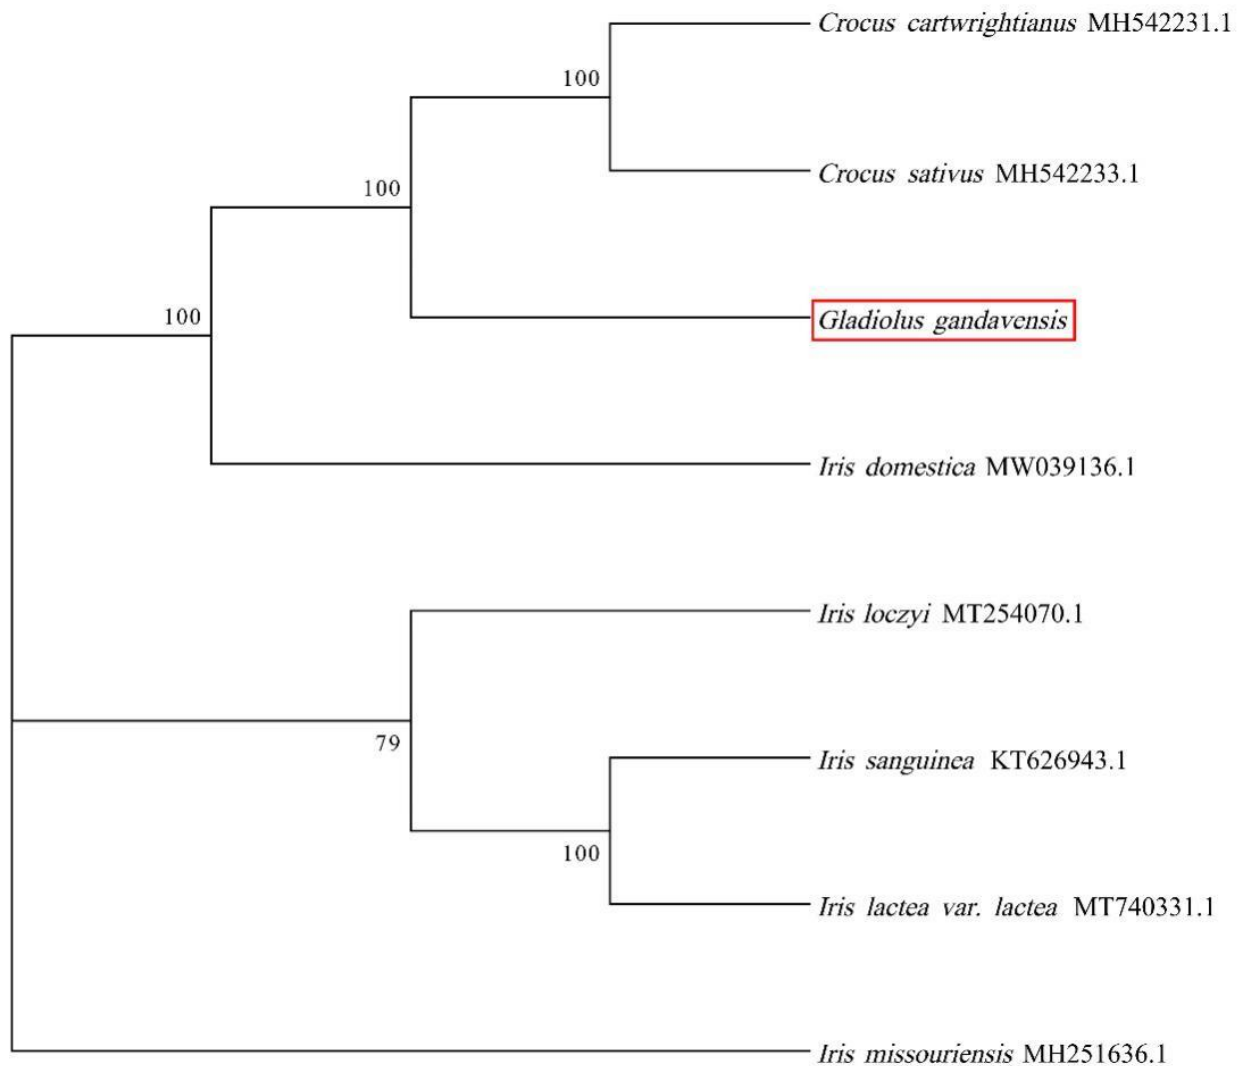 Crocus cartwrightianus MH542231.1
100
Crocus sativus MH542233.1
100
Gladiolus gandavensis
100
Iris domestica MW039136.1
Iris loczyi MT254070.1
79
Iris sanguinea KT626943.1
100
Iris lactea var. lactea MT740331.1
Iris missouriensis MH251636.1